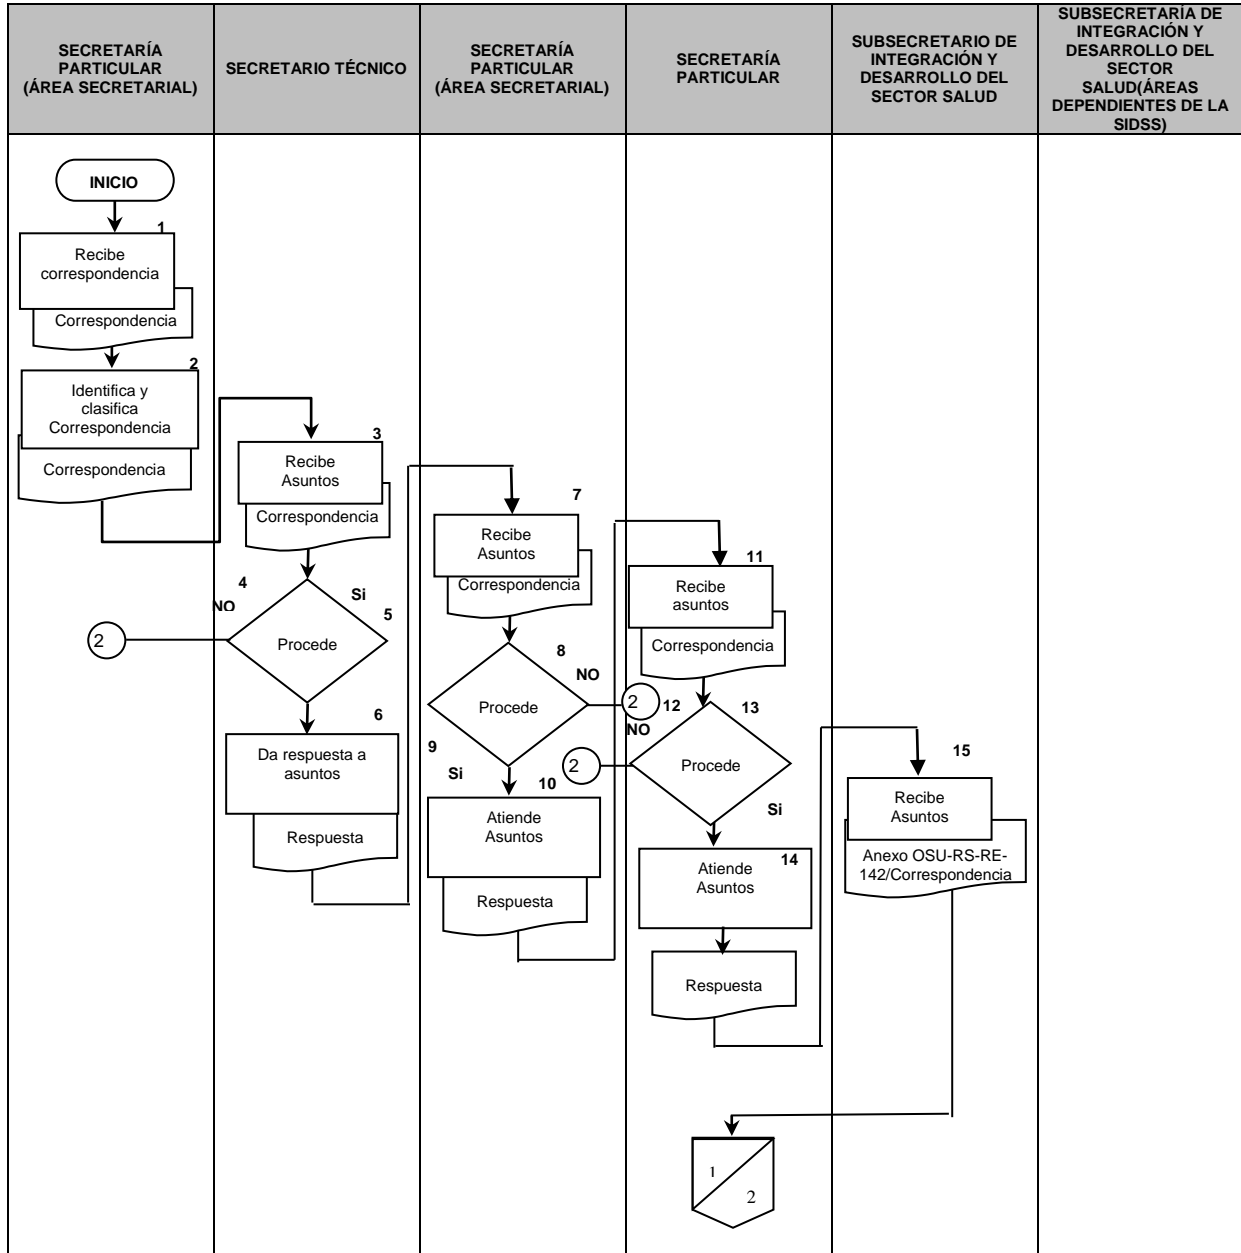 SECRETARÍA
PARTICULAR
(ÁREA SECRETARIAL)
SECRETARIO TÉCNICO
SECRETARÍA
PARTICULAR
(ÁREA SECRETARIAL)
SECRETARÍA
PARTICULAR
SUBSECRETARIO DE
INTEGRACIÓN Y
DESARROLLO DEL
SECTOR SALUD
SUBSECRETARÍA DE
INTEGRACIÓN Y
DESARROLLO DEL
SECTOR
SALUD(ÁREAS
DEPENDIENTES DE LA
SIDSS)
INICIO
1
Recibe
correspondencia
Correspondencia
2
Identifica y
clasifica
Correspondencia
Correspondencia
3
Recibe
Asuntos
Correspondencia
4
NO
Si
5
2
Procede
6
Da respuesta a
asuntos
Respuesta
7
Recibe
Asuntos
Correspondencia
8
NO
Procede
2
9
Si
10
Atiende
Asuntos
Respuesta
11
Recibe
asuntos
Correspondencia
12
NO
13
2
Procede
Si
14
Atiende
Asuntos
Respuesta
15
Recibe
Asuntos
Anexo OSU-RS-RE-
142/Correspondencia
1
2